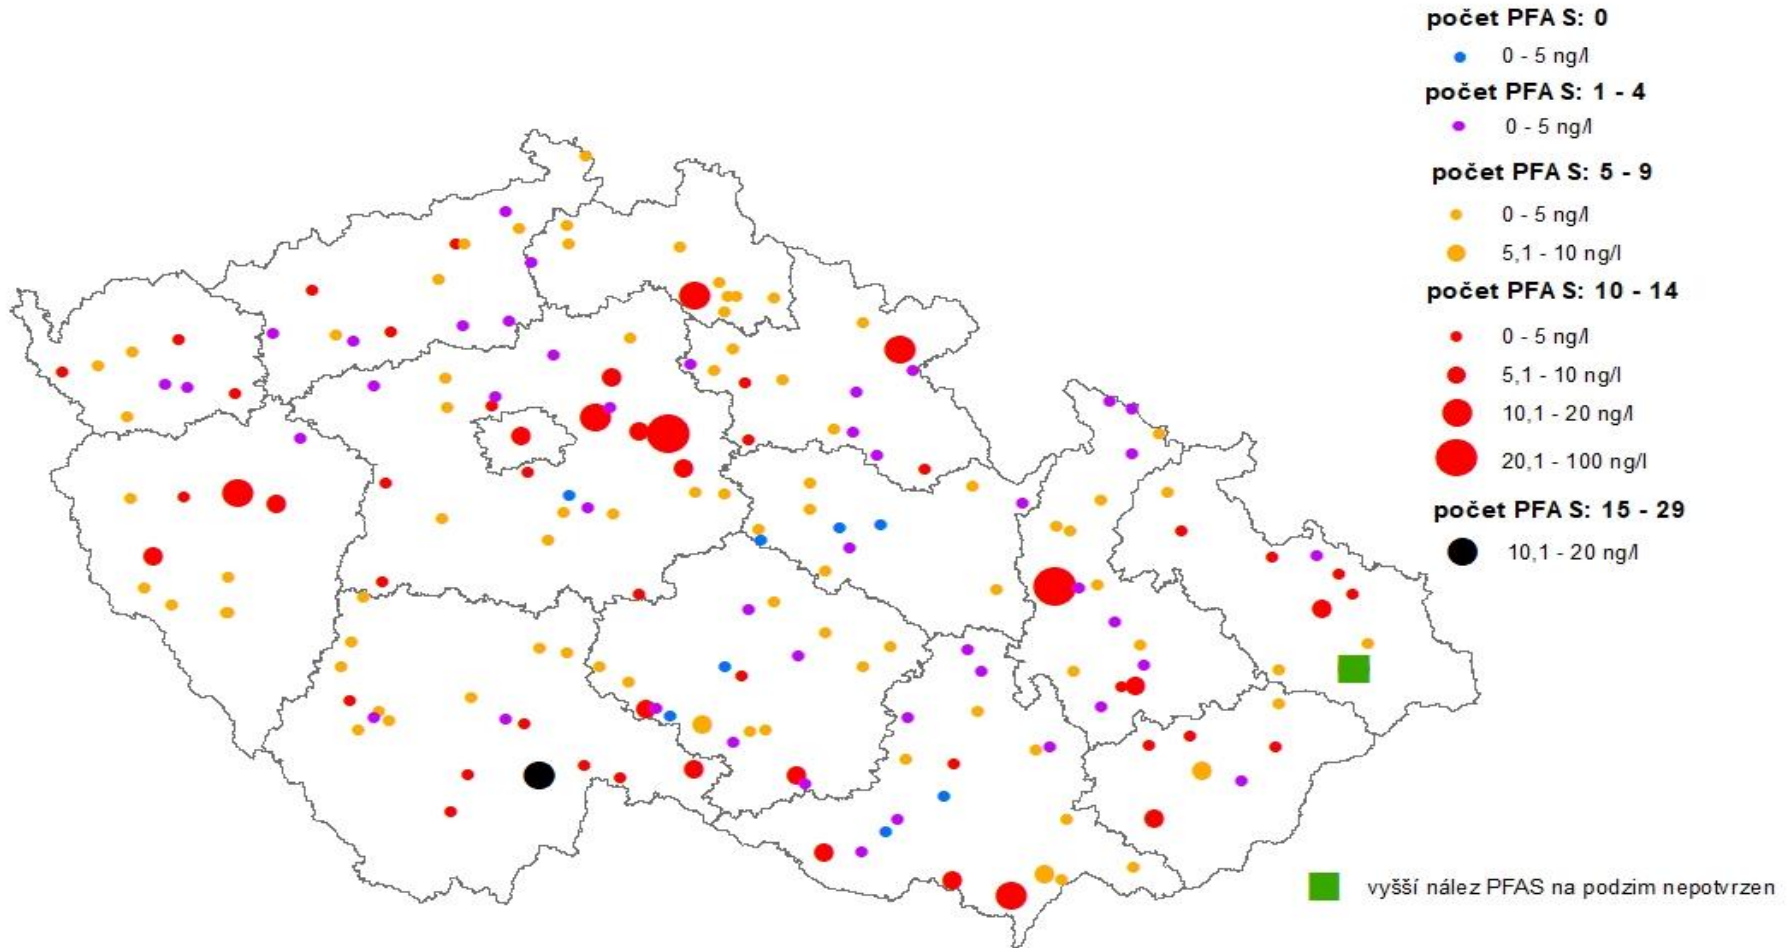 počet PFA S: 0
0 - 5 ng/l
počet PFA S: 1 - 4
0 - 5 ng/l
počet PFA S: 5 - 9
0 - 5 ng/l
5,1 - 10 ng/l
počet PFA S: 10 - 14
0 - 5 ng/l
5,1 - 10 ng/l
10,1 - 20 ng/l
20,1 - 100 ng/l
počet PFA S: 15 - 29
10,1 - 20 ng/l
vyšší nález PFAS na podzim nepotvrzen